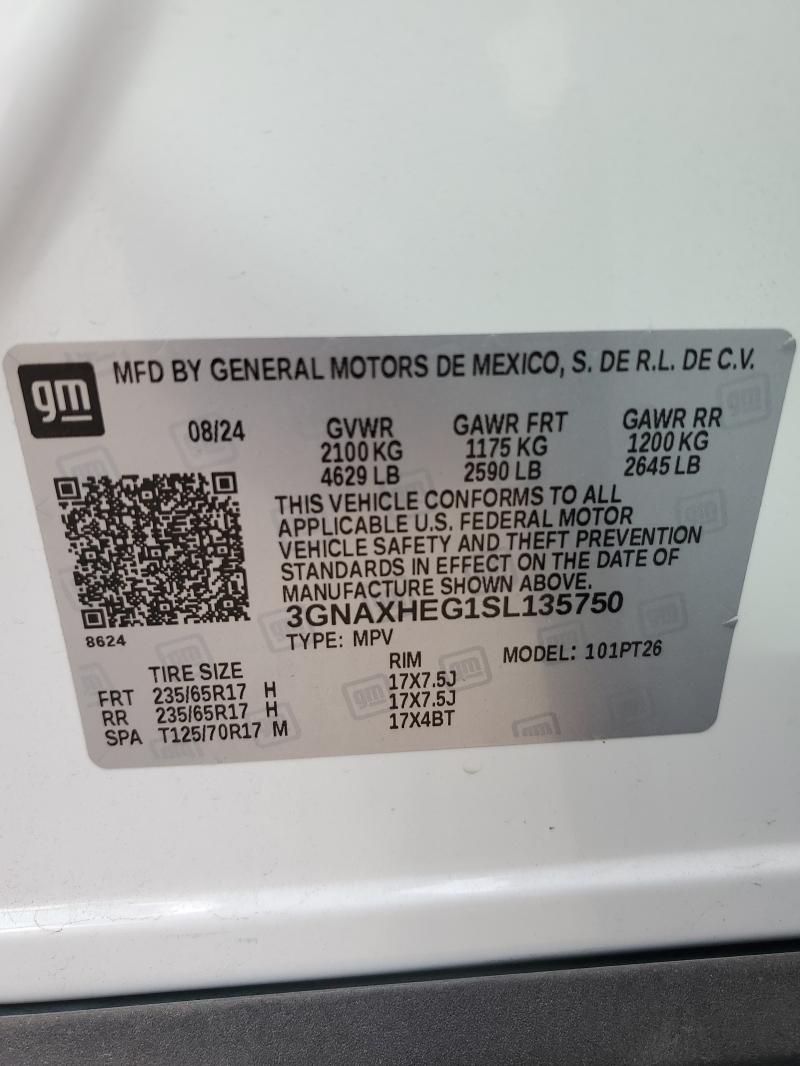 gm
MFD BY GENERAL MOTORS DE MEXICO, S. DE R.L. DE C.V.
08/24 GVWR GAWR FRT GAWR RR
2100 KG 1175 KG 1200 KG
4629 LB 2590 LB 2645 LB
THIS VEHICLE CONFORMS TO ALL
APPLICABLE U.S. FEDERAL MOTOR
VEHICLE SAFETY AND THEFT PREVENTION
STANDARDS IN EFFECT ON THE DATE OF
MANUFACTURE SHOWN ABOVE.
3GNAXHEG1SL135750
8624
TYPE: MPV MODEL: 101PT26
TIRE SIZE RIM
FRT 235/65R17 H 17X7.5J
RR 235/65R17 H 17X7.5J
SPA T125/70R17 M 17X4BT